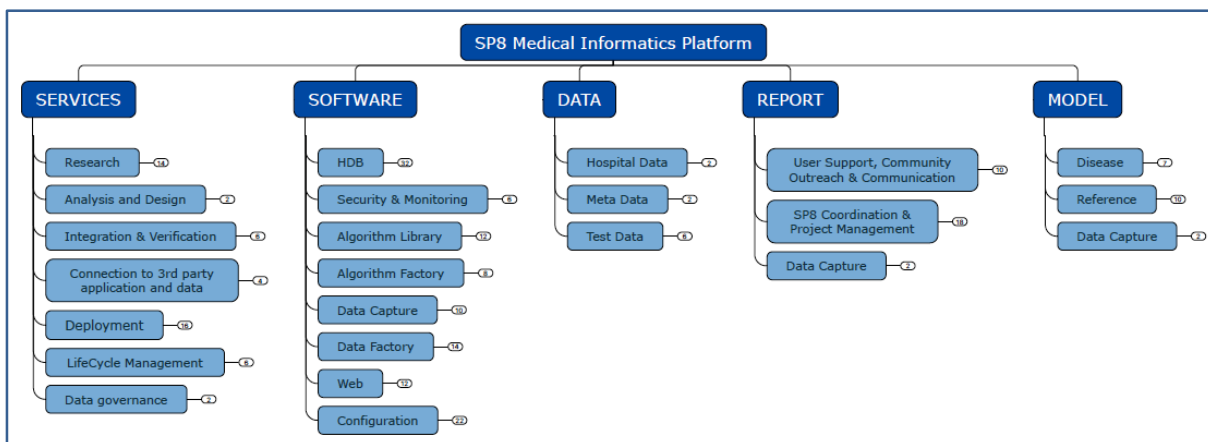 SP8 Medical Informatics Platform
SERVICES
Research 14
Analysis and Design 2
Integration & Verification 6
Connection to 3rd party
application and data 4
Deployment 16
LifeCycle Management 6
Data governance 2
SOFTWARE
HDB 32
Security & Monitoring 6
Algorithm Library 12
Algorithm Factory 8
Data Capture 10
Data Factory 14
Web 12
Configuration 22
DATA
Hospital Data 2
Meta Data 2
Test Data 6
REPORT
User Support, Community
Outreach & Communication 10
SP8 Coordination &
Project Management 18
Data Capture 2
MODEL
Disease 7
Reference 10
Data Capture 2